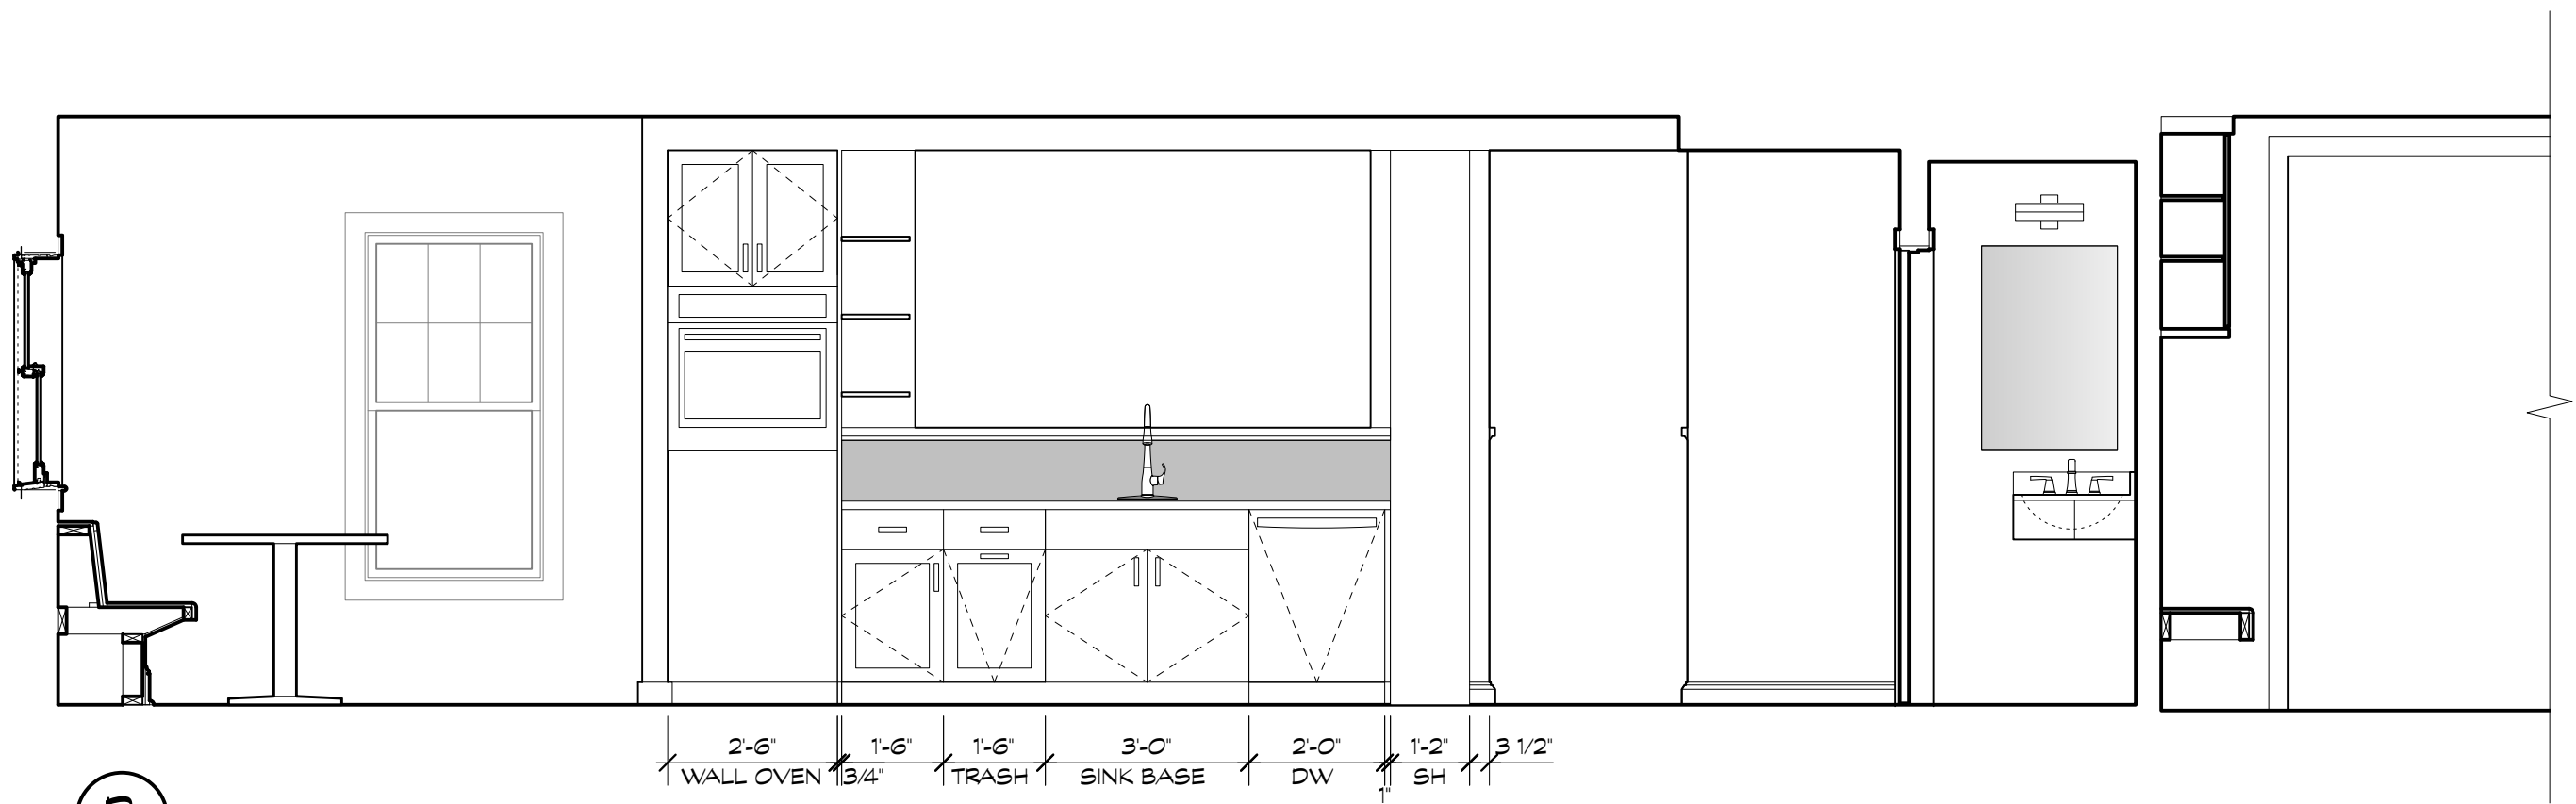 2'-6" 1'-6" 1'-6" 3'-0" 2'-0" 1'-2" 3 1/2"
WALL OVEN 3/4" TRASH SINK BASE DW SH
1"